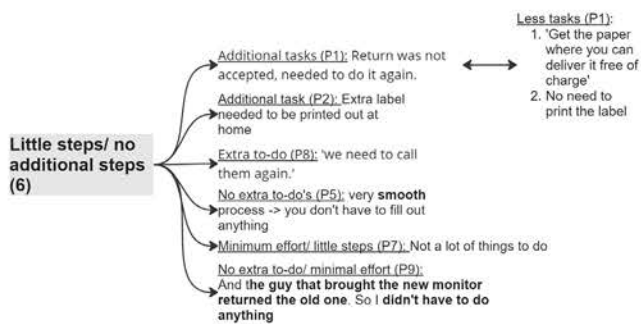 Little steps/ no
additional steps
(6)
Additional tasks (P1): Return was not
accepted, needed to do it again.
Additional task (P2): Extra label
needed to be printed out at
home
Extra to-do (P8): 'we need to call
them again.'
No extra to-do's (P5): very smooth
process -> you don't have to fill out
anything
Minimum effort/ little steps (P7): Not a lot of things to do
No extra to-do/ minimal effort (P9):
And the guy that brought the new monitor
returned the old one. So I didn't have to do
anything
Less tasks (P1):
1. 'Get the paper
where you can
deliver it free of
charge'
2. No need to
print the label